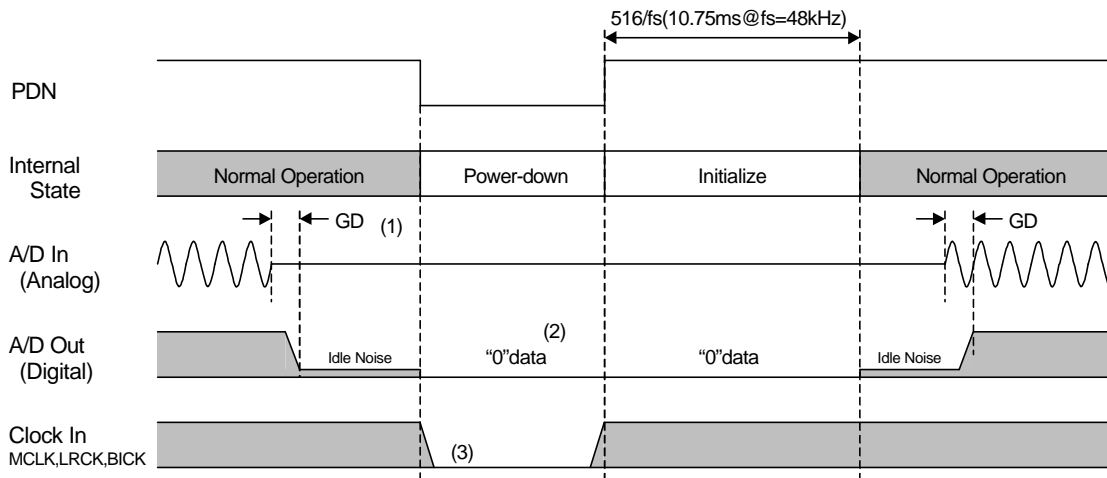 516/fs(10.75ms@fs=48kHz)
PDN
Internal
State
Normal Operation
Power-down
Initialize
Normal Operation
GD
(1)
GD
A/D In
(Analog)
A/D Out
(Digital)
Idle Noise
(2)
“0”data
“0”data
Idle Noise
Clock In
MCLK,LRCK,BICK
(3)